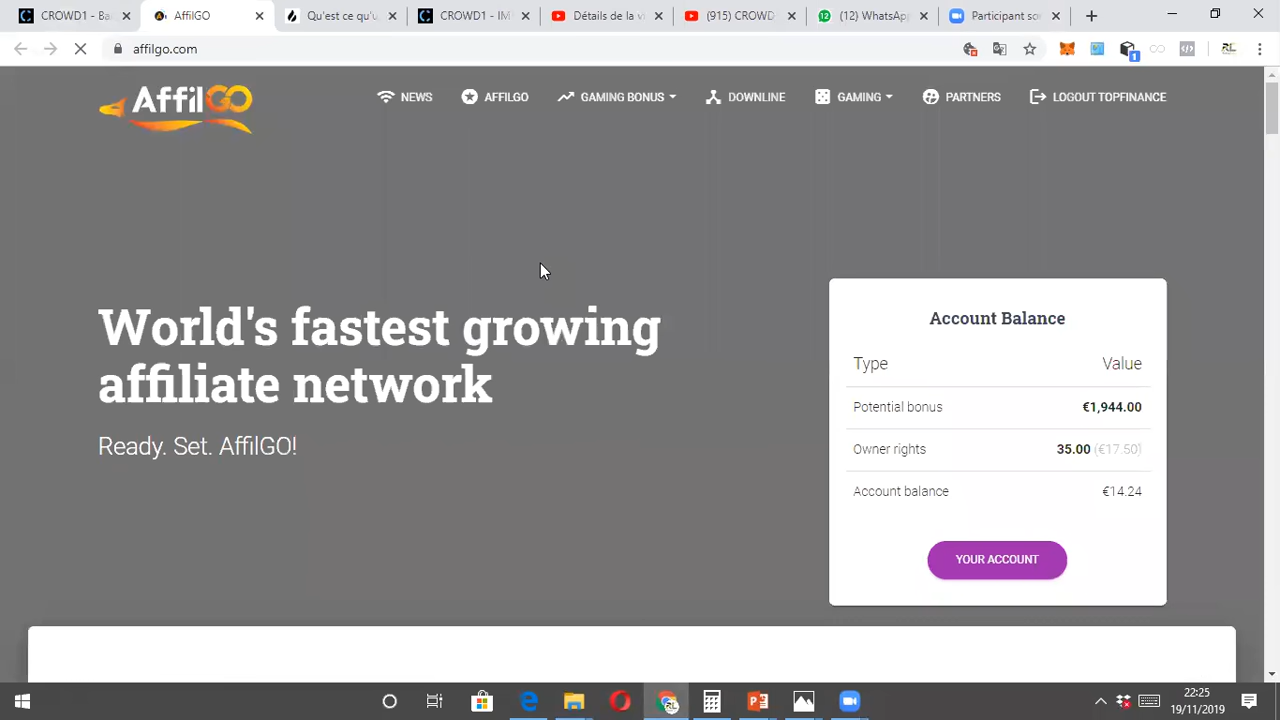 CROWD1 - Ba
AffilGO
Qu'est ce qu'u
CROWD1 - IM
Détails de la vi
(915) CROWD
(12) WhatsApp
Participant so
affilgo.com
1
RL
AffilGO
NEWS
AFFILGO
GAMING BONUS
DOWNLINE
GAMING
PARTNERS
LOGOUT TOPFINANCE
World's fastest growing
affiliate network
Ready. Set. AffilGO!
Account Balance
Type Value
Potential bonus €1,944.00
Owner rights 35.00 (€17.50)
Account balance €14.24
YOUR ACCOUNT
22:25
19/11/2019